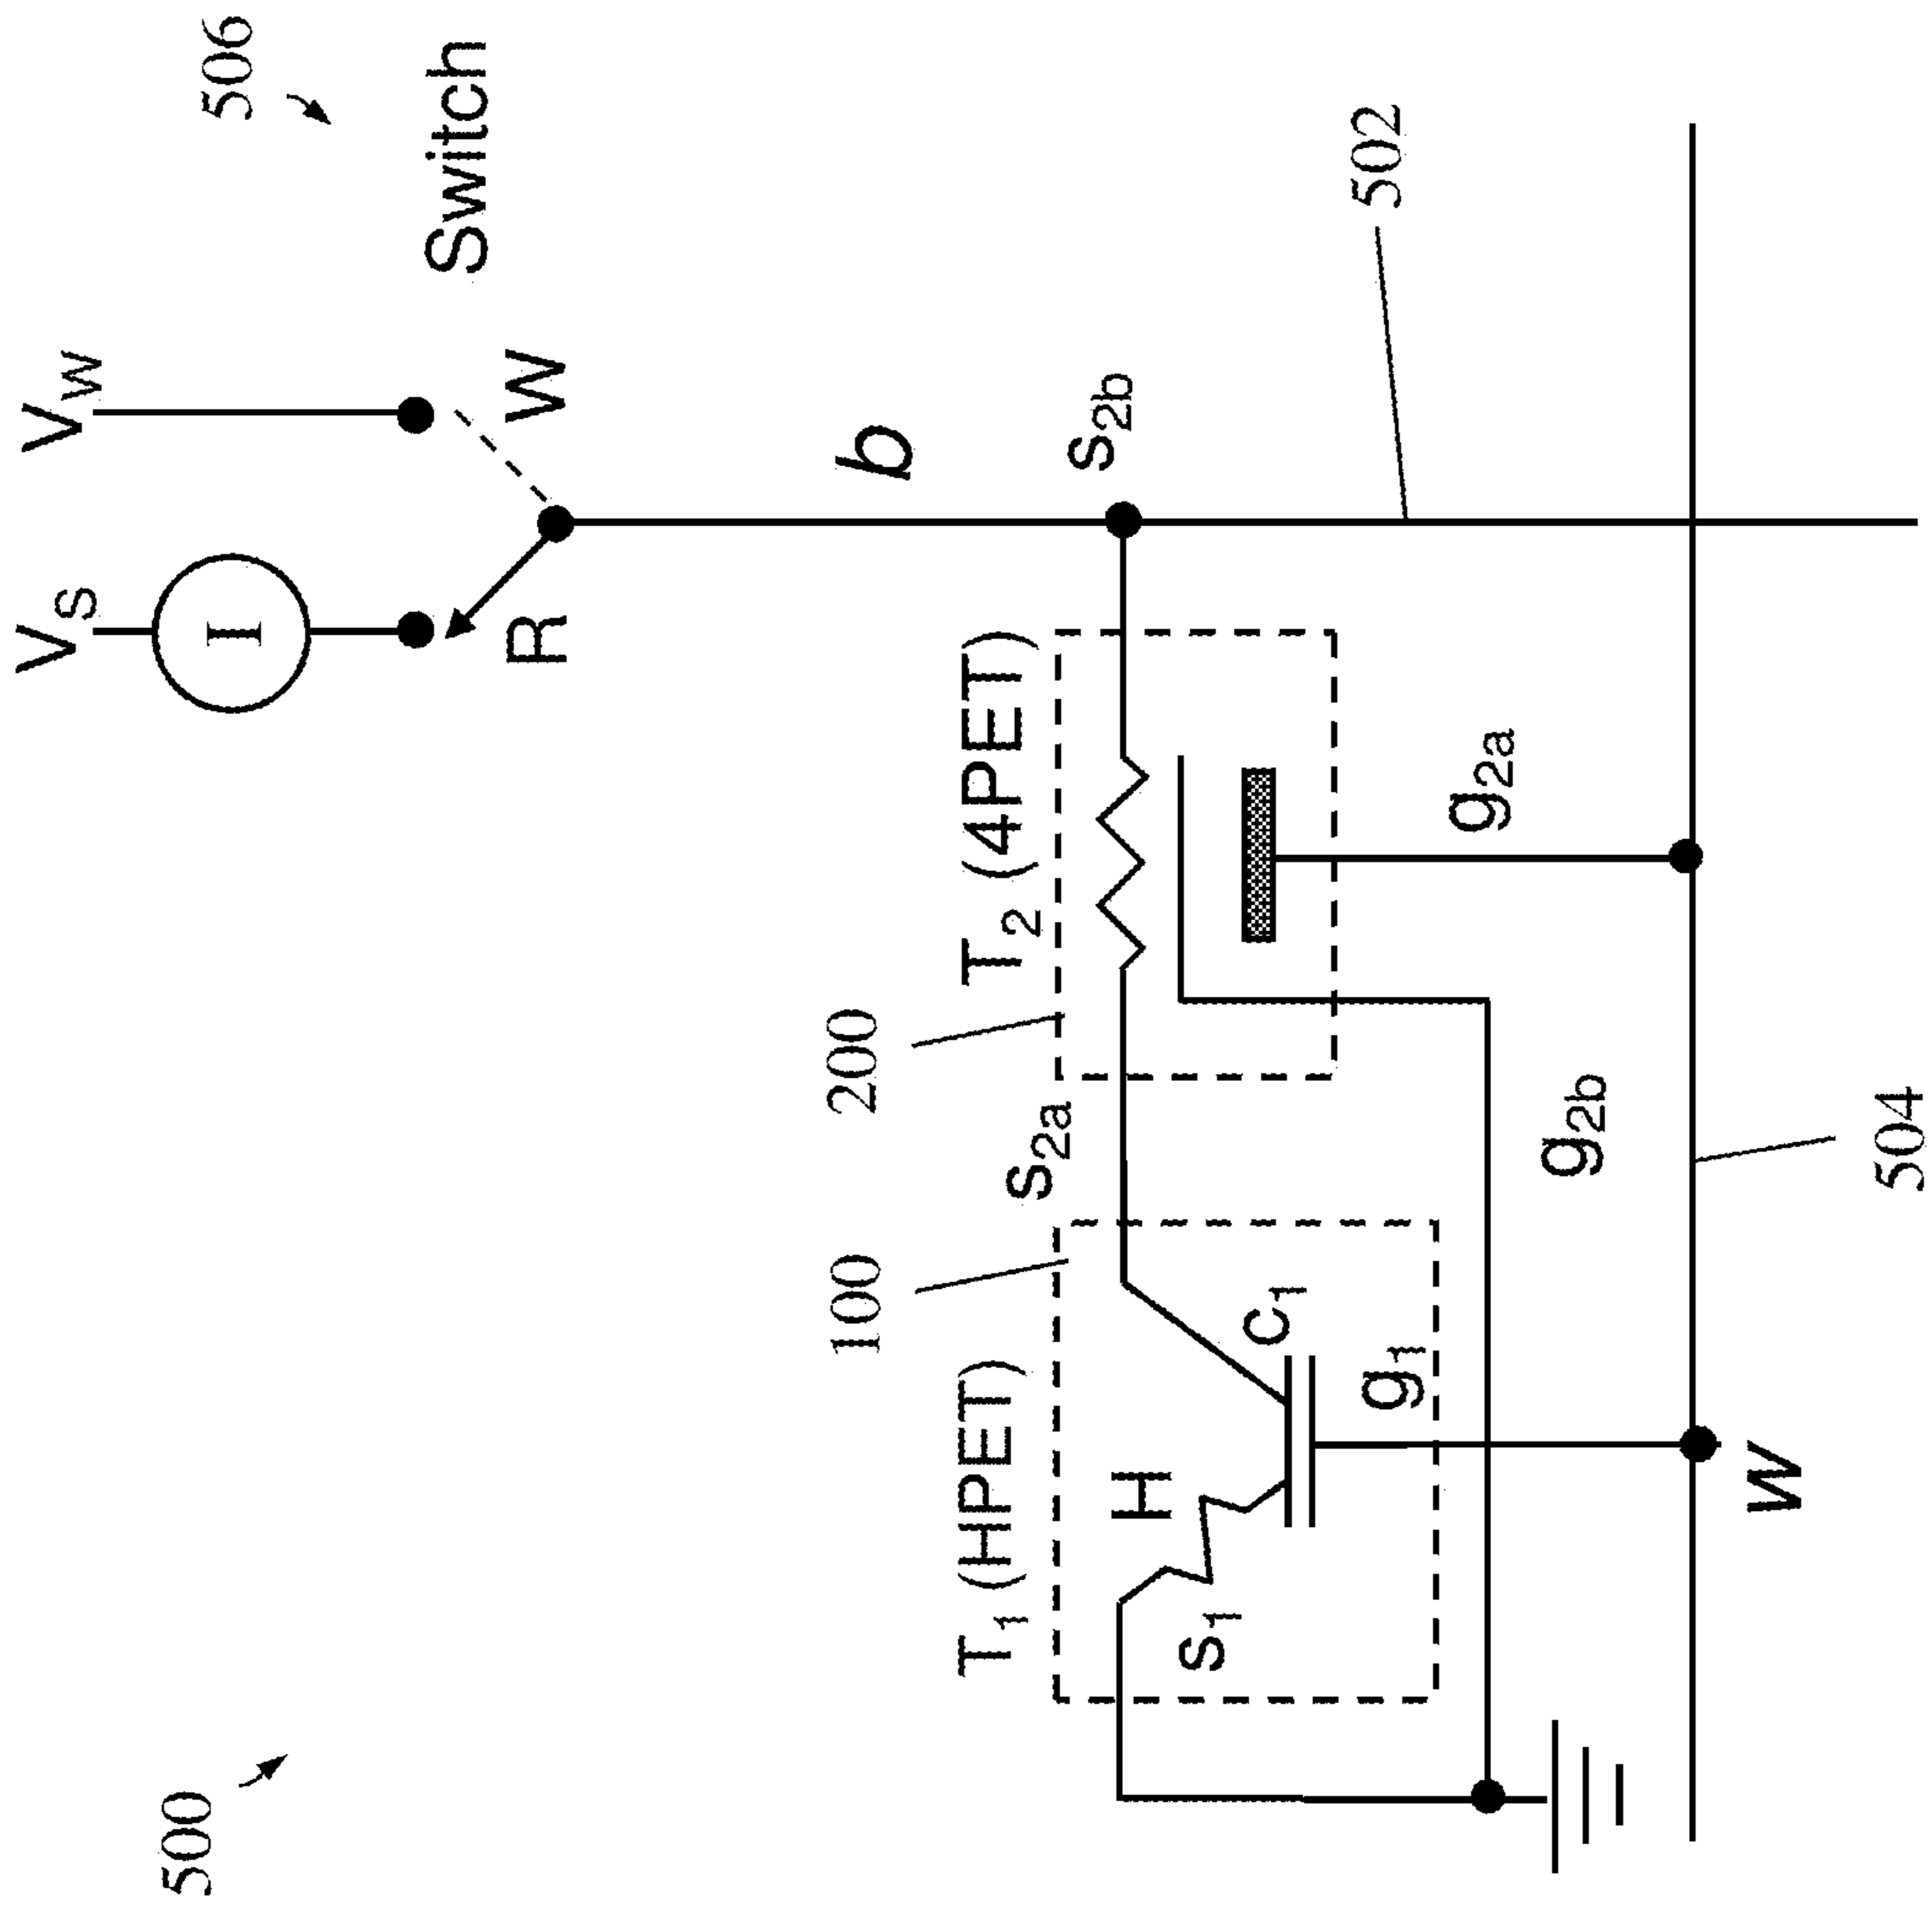 500
506
Switch
V_S
V_W
I
R
W
b
T_1 (HPET)
100
200
T_2 (4PET)
s_2a
s_2b
502
H
s_1
c_1
g_1
g_2a
g_2b
w
504